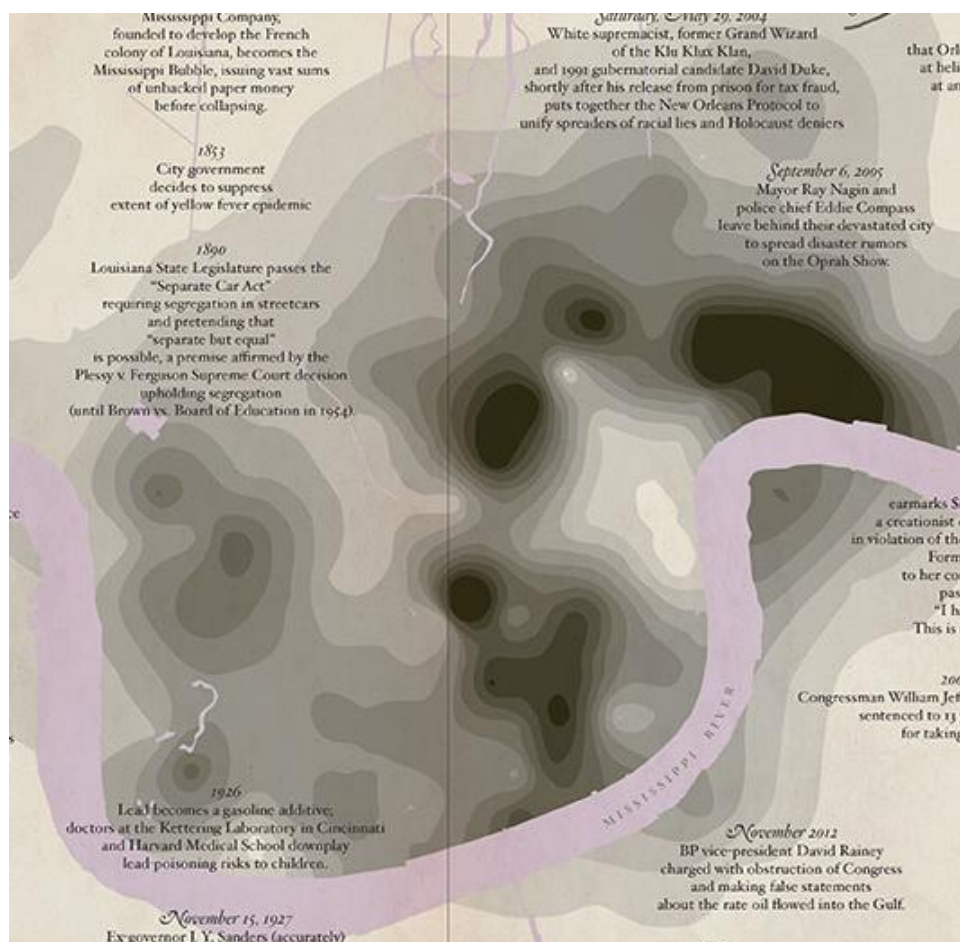 Mississippi Company,
founded to develop the French
colony of Louisiana, becomes the
Mississippi Bubble, issuing vast sums
of unbacked paper money
before collapsing.
1853
City government
decides to suppress
extent of yellow fever epidemic
1890
Louisiana State Legislature passes the
“Separate Car Act”
requiring segregation in streetcars
and pretending that
“separate but equal”
is possible, a premise affirmed by the
Plessy v. Ferguson Supreme Court decision
upholding segregation
(until Brown vs. Board of Education in 1954).
Saturday, May 29, 2004
White supremacist, former Grand Wizard
of the Klu Klux Klan,
and 1991 gubernatorial candidate David Duke,
shortly after his release from prison for tax fraud,
puts together the New Orleans Protocol to
unify spreaders of racial lies and Holocaust deniers
that Orl
at beli
at an
September 6, 2005
Mayor Ray Nagin and
police chief Eddie Compass
leave behind their devastated city
to spread disaster rumors
on the Oprah Show.
ce
s
earmarks S
a creationist
in violation of the
Form
to her co
pas
“I h
This is
200
Congressman William Jeff
sentenced to 13
for taking
MISSISSIPPI RIVER
1926
Lead becomes a gasoline additive;
doctors at the Kettering Laboratory in Cincinnati
and Harvard Medical School downplay
lead-poisoning risks to children.
November 2012
BP vice-president David Rainey
charged with obstruction of Congress
and making false statements
about the rate oil flowed into the Gulf.
November 15, 1927
Ex-governor J. Y. Sanders (accurately)